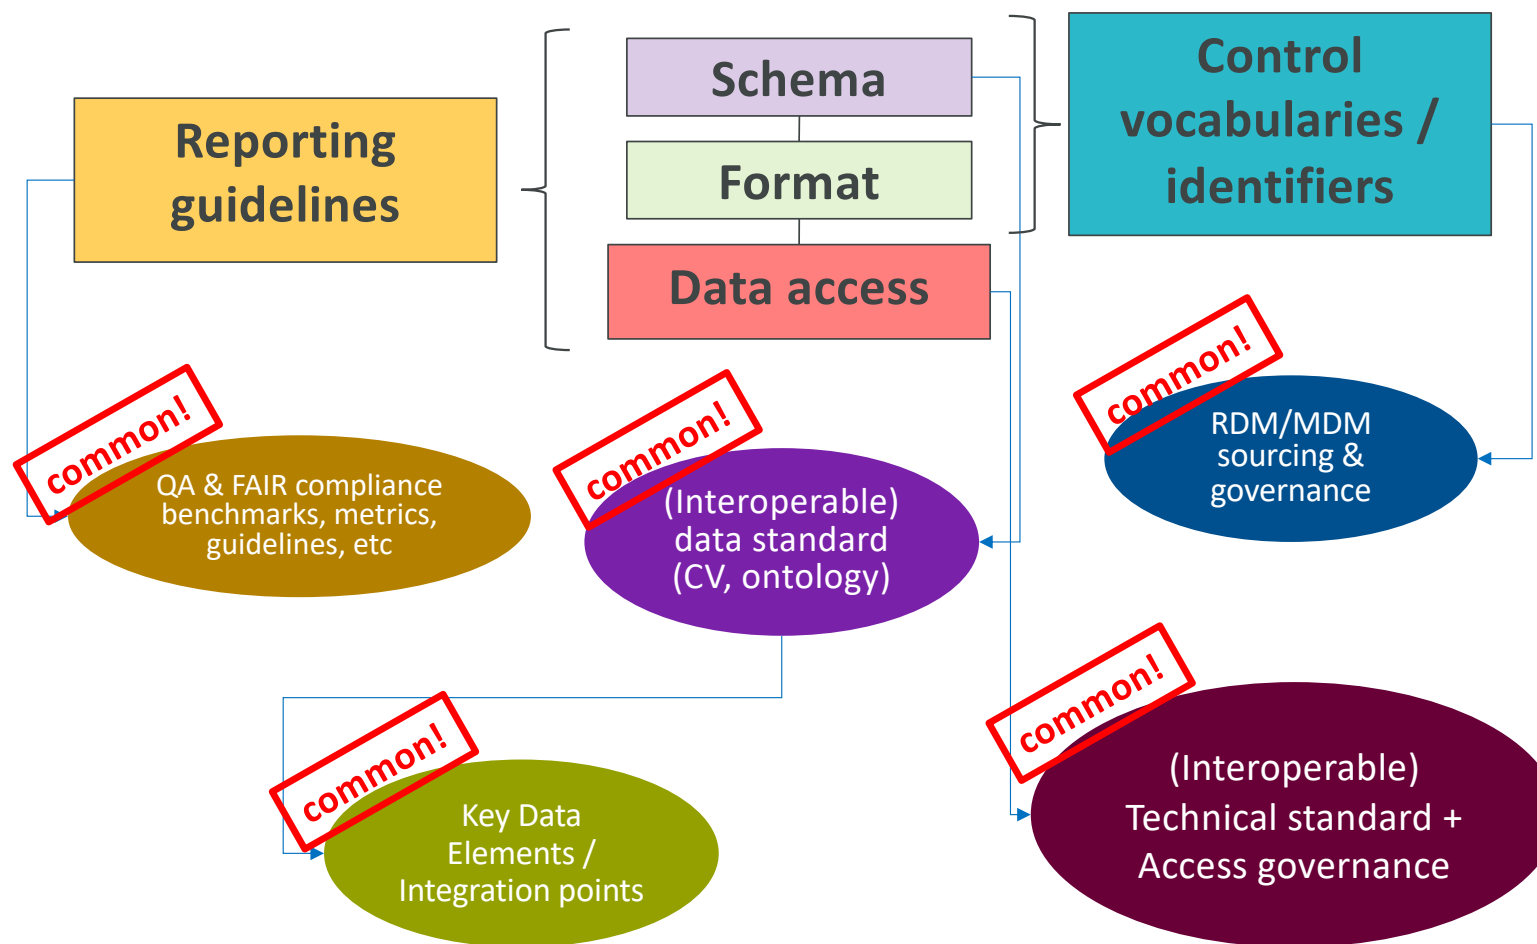 Reporting
guidelines
Schema
Format
Data access
Control
vocabularies /
identifiers
common!
QA & FAIR compliance
benchmarks, metrics,
guidelines, etc
common!
(Interoperable)
data standard
(CV, ontology)
common!
RDM/MDM
sourcing &
governance
common!
Key Data
Elements /
Integration points
common!
(Interoperable)
Technical standard +
Access governance